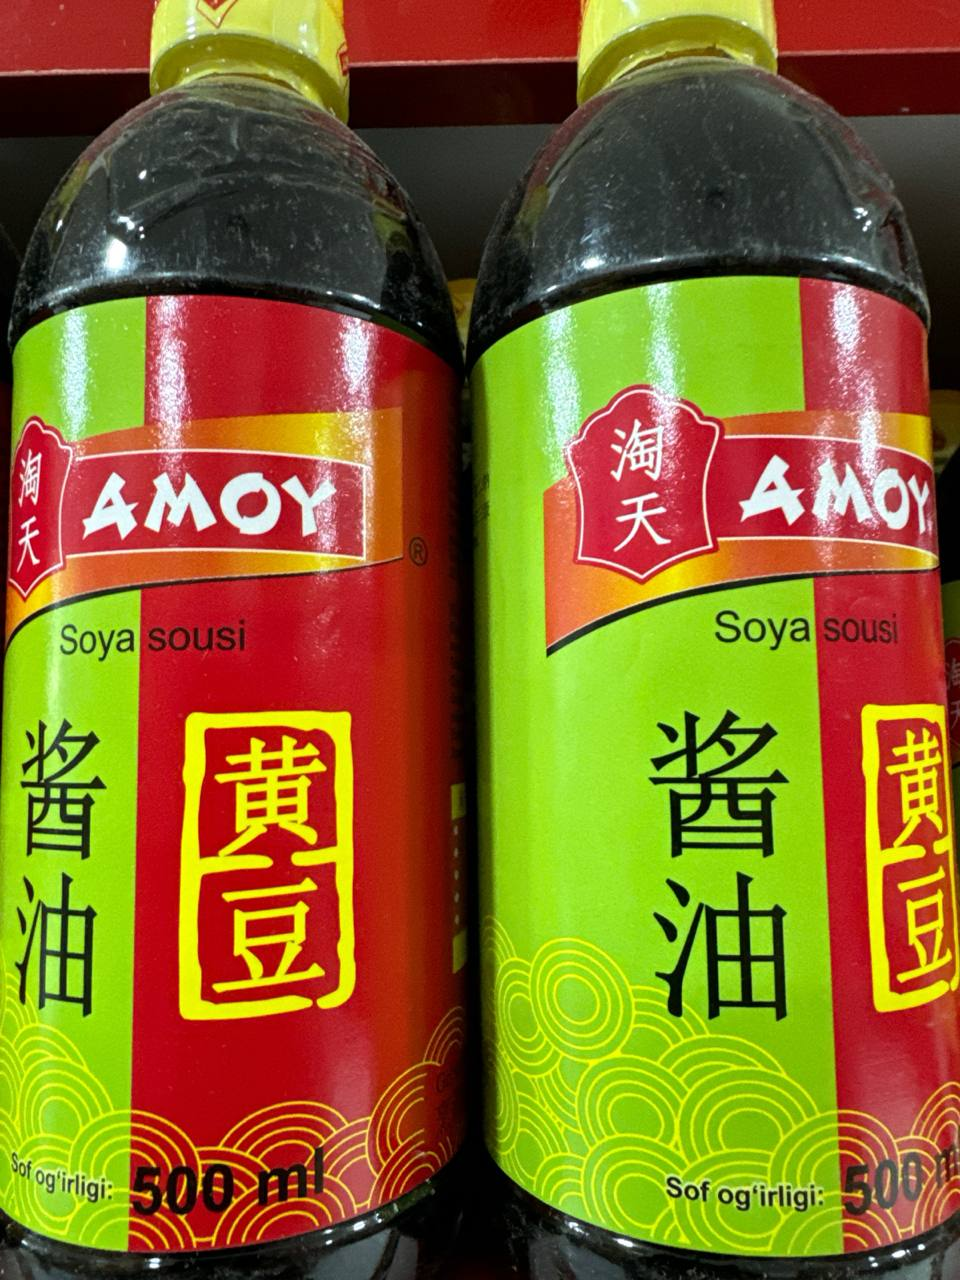 淘天
AMOY
®
Soya sousi
酱油
黄豆
Sof og‘irligi: 500 ml
淘天
AMOY
Soya sousi
酱油
黄豆
Sof og‘irligi: 500 m